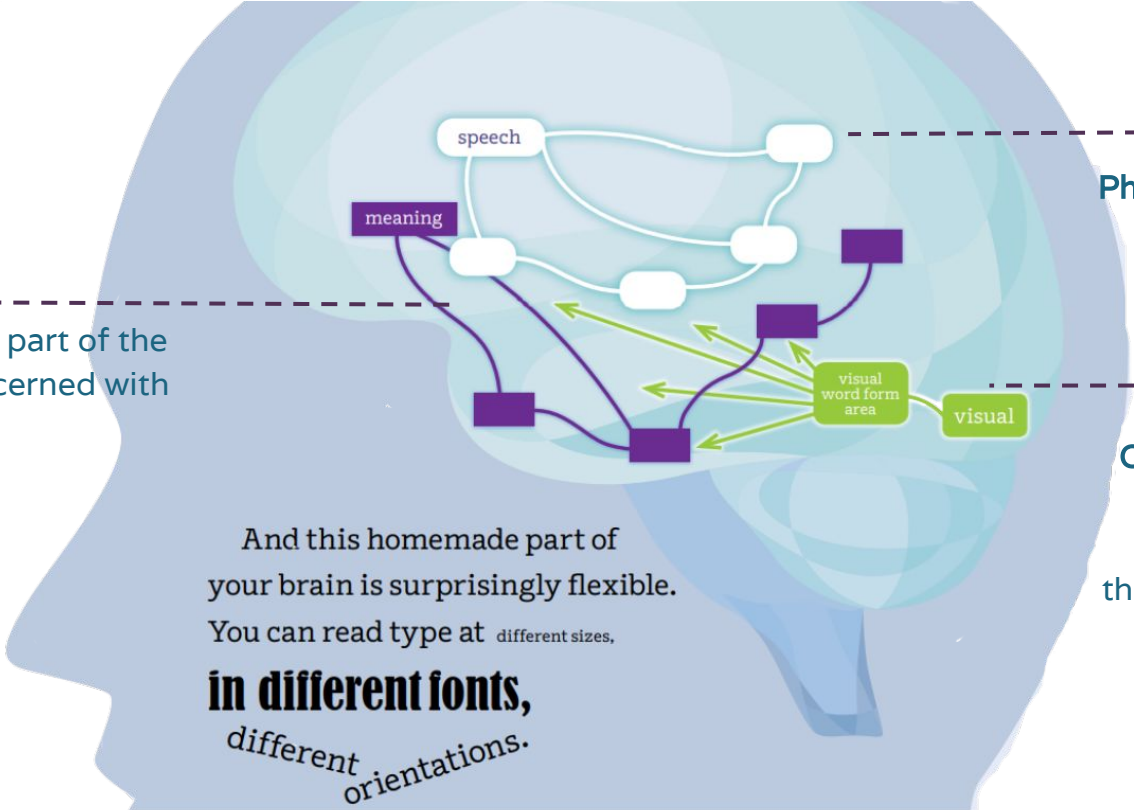 speech
meaning
Ph
part of the
cerned with
visual
word form
area
visual
C
th
And this homemade part of
your brain is surprisingly flexible.
You can read type at different sizes,
in different fonts,
different
orientations.